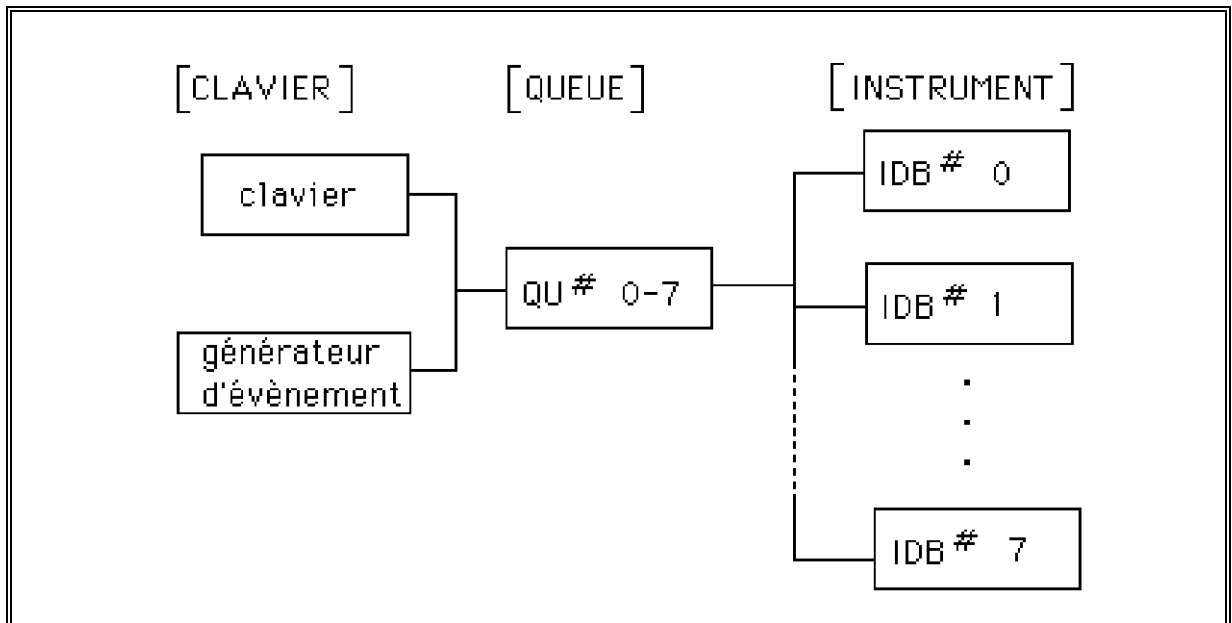 [CLAVIER]
[QUEUE]
[INSTRUMENT]
clavier
générateur
d'évènement
QU# 0-7
IDB# 0
IDB# 1
IDB# 7